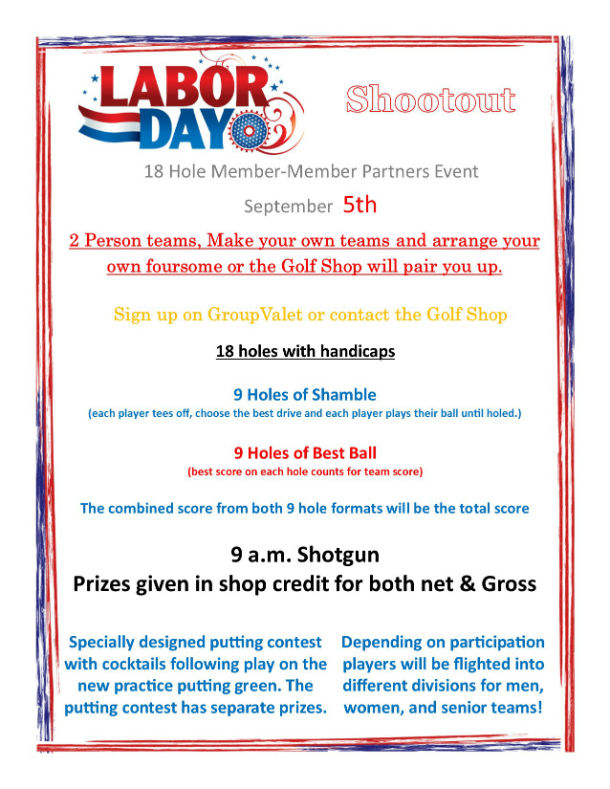 LABOR
DAY
Shootout
18 Hole Member-Member Partners Event
September 5th
2 Person teams, Make your own teams and arrange your
own foursome or the Golf Shop will pair you up.
Sign up on GroupValet or contact the Golf Shop
18 holes with handicaps
9 Holes of Shamble
(each player tees off, choose the best drive and each player plays their ball until holed.)
9 Holes of Best Ball
(best score on each hole counts for team score)
The combined score from both 9 hole formats will be the total score
9 a.m. Shotgun
Prizes given in shop credit for both net & Gross
Specially designed putting contest
with cocktails following play on the
new practice putting green. The
putting contest has separate prizes.
Depending on participation
players will be flighted into
different divisions for men,
women, and senior teams!